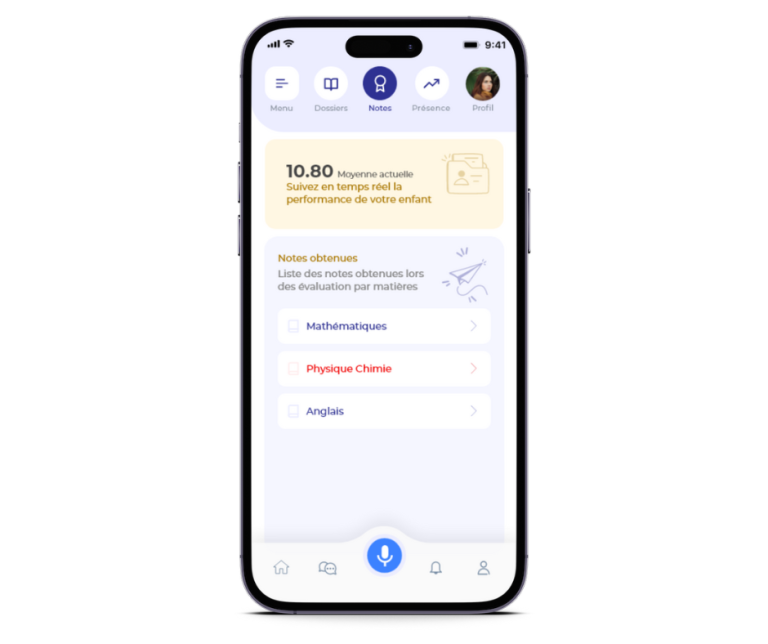 9:41
Menu
Dossiers
Notes
Présence
Profil
10.80 Moyenne actuelle
Suivez en temps réel la
performance de votre enfant
Notes obtenues
Liste des notes obtenues lors
des évaluation par matières
Mathématiques
Physique Chimie
Anglais